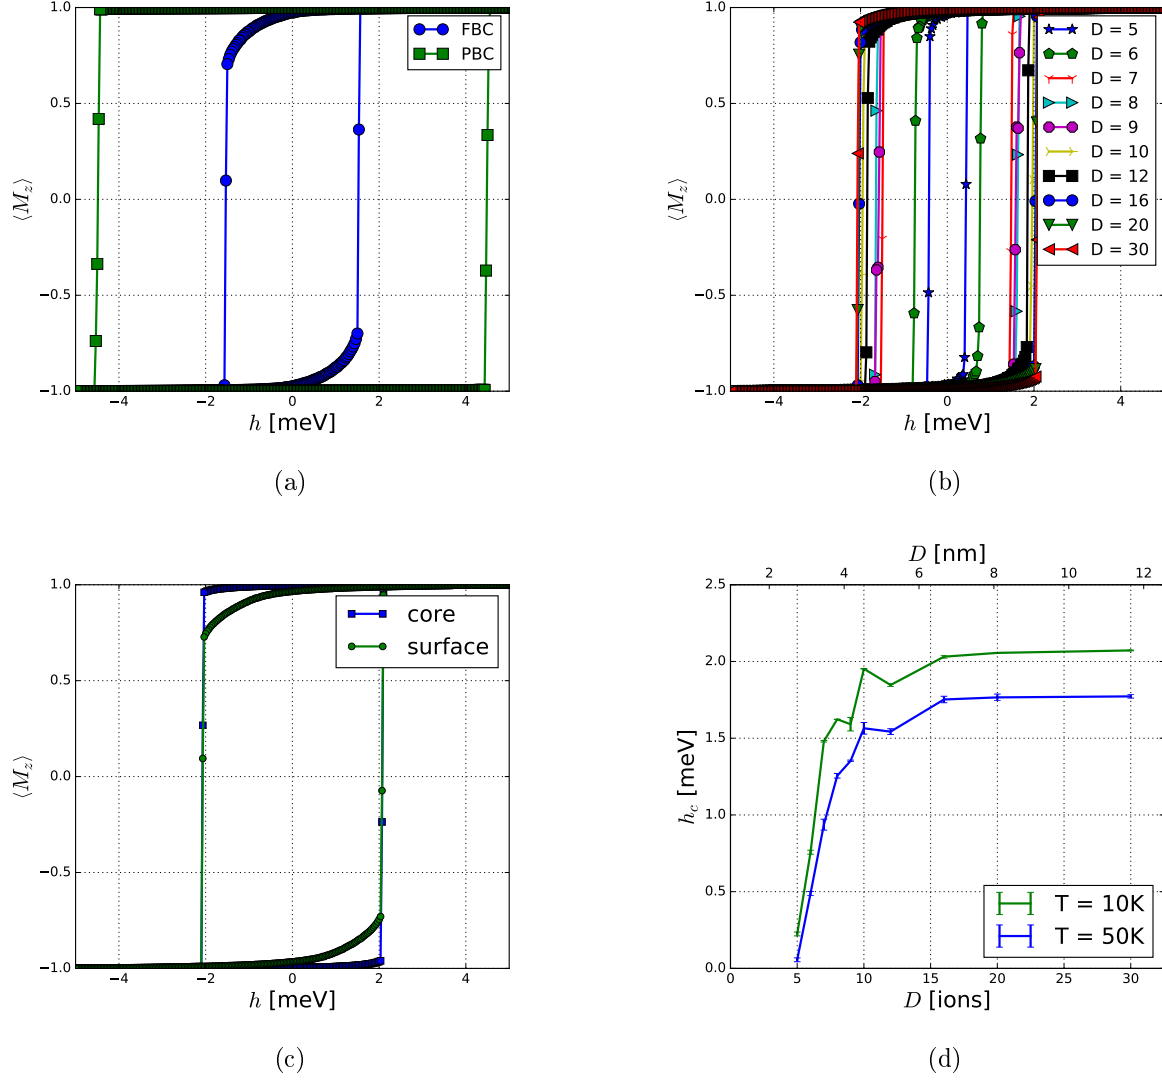 1.0
0.5
0.0
−0.5
−1.0
⟨M_z⟩
−4 −2 0 2 4
h [meV]
FBC
PBC
(a)
1.0
0.5
0.0
−0.5
−1.0
⟨M_z⟩
−4 −2 0 2 4
h [meV]
D = 5
D = 6
D = 7
D = 8
D = 9
D = 10
D = 12
D = 16
D = 20
D = 30
(b)
1.0
0.5
0.0
−0.5
−1.0
⟨M_z⟩
−4 −2 0 2 4
h [meV]
core
surface
(c)
D [nm]
2 4 6 8 10 12
2.5
2.0
1.5
1.0
0.5
0.0
h_c [meV]
0 5 10 15 20 25 30
D [ions]
T = 10K
T = 50K
(d)